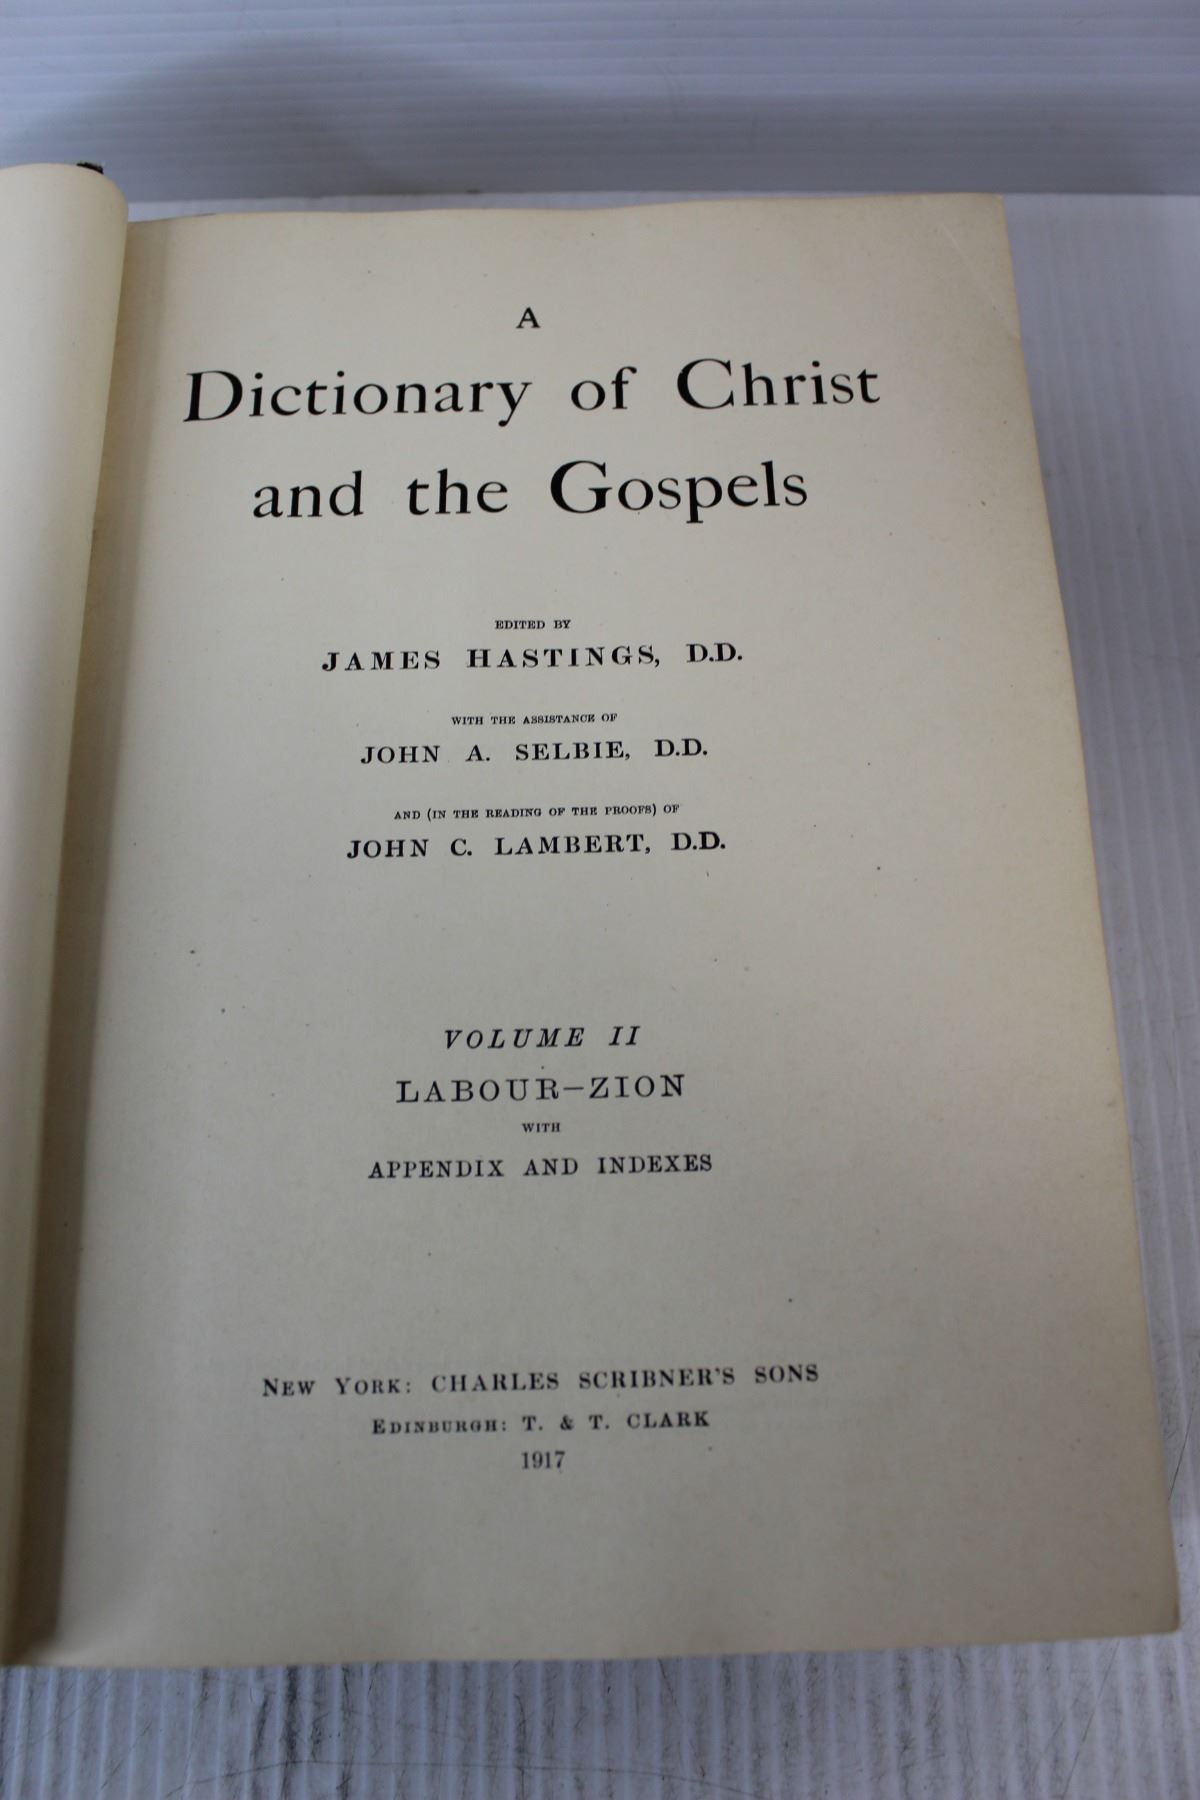 A
Dictionary of Christ
and the Gospels
EDITED BY
JAMES HASTINGS, D.D.
WITH THE ASSISTANCE OF
JOHN A. SELBIE, D.D.
AND (IN THE READING OF THE PROOFS) OF
JOHN C. LAMBERT, D.D.
VOLUME II
LABOUR—ZION
WITH
APPENDIX AND INDEXES
NEW YORK: CHARLES SCRIBNER'S SONS
EDINBURGH: T. & T. CLARK
1917